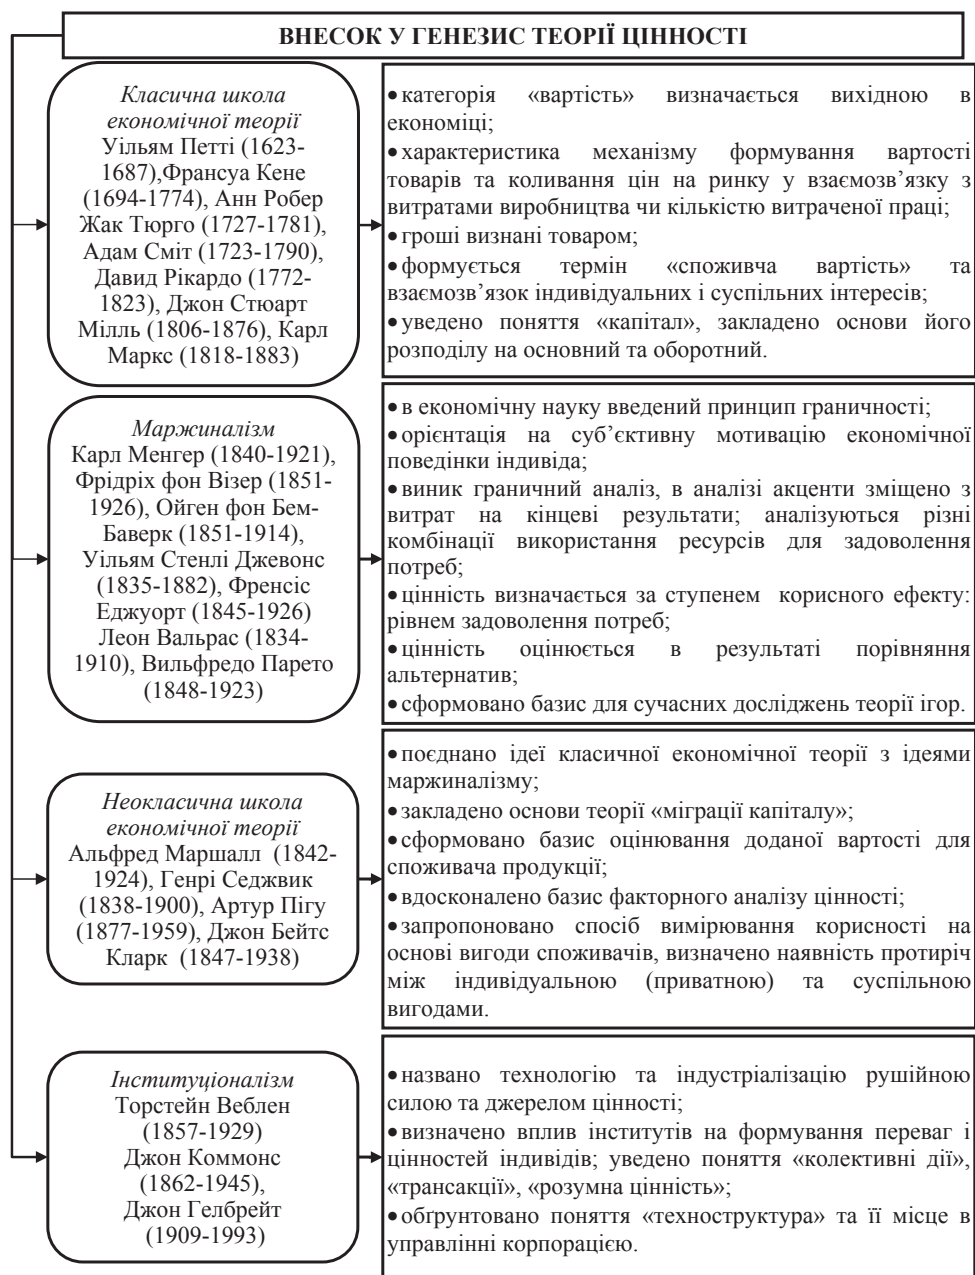 ВНЕСОК У ГЕНЕЗИС ТЕОРІЇ ЦІННОСТІ
Класична школа
економічної теорії
Уільям Петті (1623-
1687),Франсуа Кене
(1694-1774), Анн Робер
Жак Тюрго (1727-1781),
Адам Сміт (1723-1790),
Давид Рікардо (1772-
1823), Джон Стюарт
Мілль (1806-1876), Карл
Маркс (1818-1883)
•категорія «вартість» визначається вихідною в
економіці;
•характеристика механізму формування вартості
товарів та коливання цін на ринку у взаємозв’язку з
витратами виробництва чи кількістю витраченої праці;
•гроші визнані товаром;
•формується термін «споживча вартість» та
взаємозв’язок індивідуальних і суспільних інтересів;
•уведено поняття «капітал», закладено основи його
розподілу на основний та оборотний.
Маржиналізм
Карл Менгер (1840-1921),
Фрідріх фон Візер (1851-
1926), Ойген фон Бем-
Баверк (1851-1914),
Уільям Стенлі Джевонс
(1835-1882), Френсіс
Еджуорт (1845-1926)
Леон Вальрас (1834-
1910), Вильфредо Парето
(1848-1923)
•в економічну науку введений принцип граничності;
•орієнтація на суб’єктивну мотивацію економічної
поведінки індивіда;
•виник граничний аналіз, в аналізі акценти зміщено з
витрат на кінцеві результати; аналізуються різні
комбінації використання ресурсів для задоволення
потреб;
•цінність визначається за ступенем корисного ефекту:
рівнем задоволення потреб;
•цінність оцінюється в результаті порівняння
альтернатив;
•сформовано базис для сучасних досліджень теорії ігор.
Неокласична школа
економічної теорії
Альфред Маршалл (1842-
1924), Генрі Седжвик
(1838-1900), Артур Пігу
(1877-1959), Джон Бейтс
Кларк (1847-1938)
•поєднано ідеї класичної економічної теорії з ідеями
маржиналізму;
•закладено основи теорії «міграції капіталу»;
•сформовано базис оцінювання доданої вартості для
споживача продукції;
•вдосконалено базис факторного аналізу цінності;
•запропоновано спосіб вимірювання корисності на
основі вигоди споживачів, визначено наявність протиріч
між індивідуальною (приватною) та суспільною
вигодами.
Інституціоналізм
Торстейн Веблен
(1857-1929)
Джон Коммонс
(1862-1945),
Джон Гелбрейт
(1909-1993)
•названо технологію та індустріалізацію рушійною
силою та джерелом цінності;
•визначено вплив інститутів на формування переваг і
цінностей індивідів; уведено поняття «колективні дії»,
«трансакції», «розумна цінність»;
•обґрунтовано поняття «техноструктура» та її місце в
управлінні корпорацією.